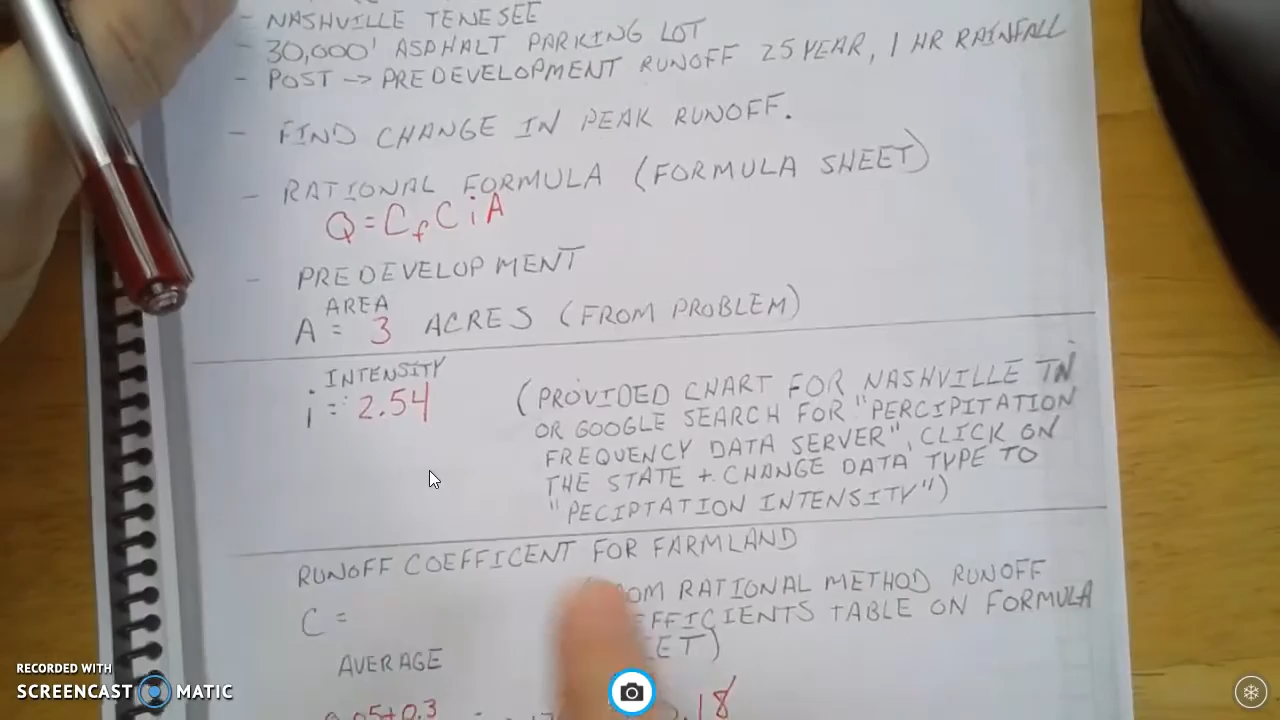 - NASHVILLE TENESEE
- 30,000' ASPHALT PARKING LOT
- POST -> PREDEVELOPMENT RUNOFF 25 YEAR, 1 HR RAINFALL
- FIND CHANGE IN PEAK RUNOFF.
- RATIONAL FORMULA (FORMULA SHEET)
Q = Cf C i A
- PREDEVELOPMENT
AREA
A = 3 ACRES (FROM PROBLEM)
INTENSITY
i = 2.54 (PROVIDED CHART FOR NASHVILLE TN
OR GOOGLE SEARCH FOR "PERCIPITATION
FREQUENCY DATA SERVER", CLICK ON
THE STATE + CHANGE DATA TYPE TO
"PECIPTATION INTENSITY")
RUNOFF COEFFICENT FOR FARMLAND
C = RATIONAL METHOD RUNOFF
TABLE ON FORMULA
AVERAGE
RECORDED WITH
SCREENCAST MATIC